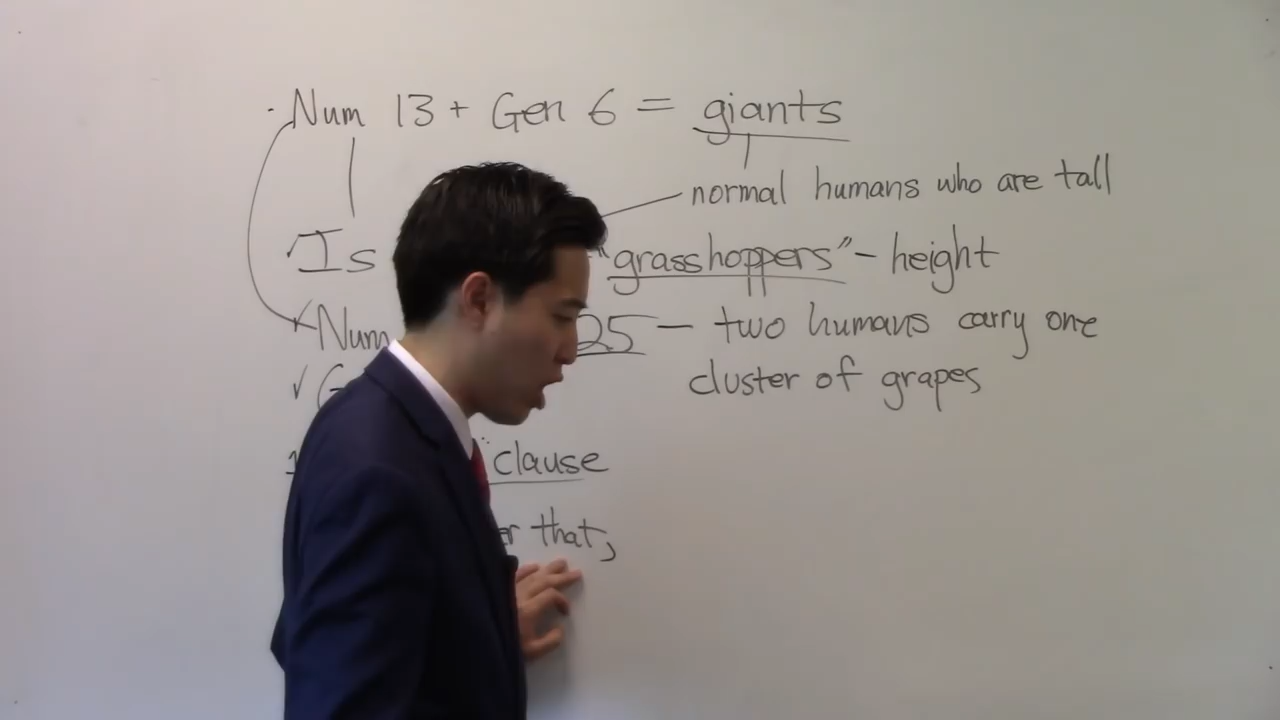 · Num 13 + Gen 6 = giants
normal humans who are tall
Is "grasshoppers" - height
Num 25 - two humans carry one
cluster of grapes
clause
that,